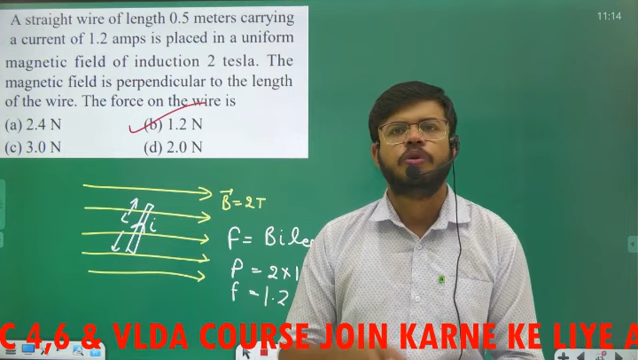 11:14
A straight wire of length 0.5 meters carrying
a current of 1.2 amps is placed in a uniform
magnetic field of induction 2 tesla. The
magnetic field is perpendicular to the length
of the wire. The force on the wire is
(a) 2.4 N (b) 1.2 N
(c) 3.0 N (d) 2.0 N
B = 2T
i
F = Bile
F = 2×1
f = 1.2
C 4,6 & VLDA COURSE JOIN KARNE KE LIYE A